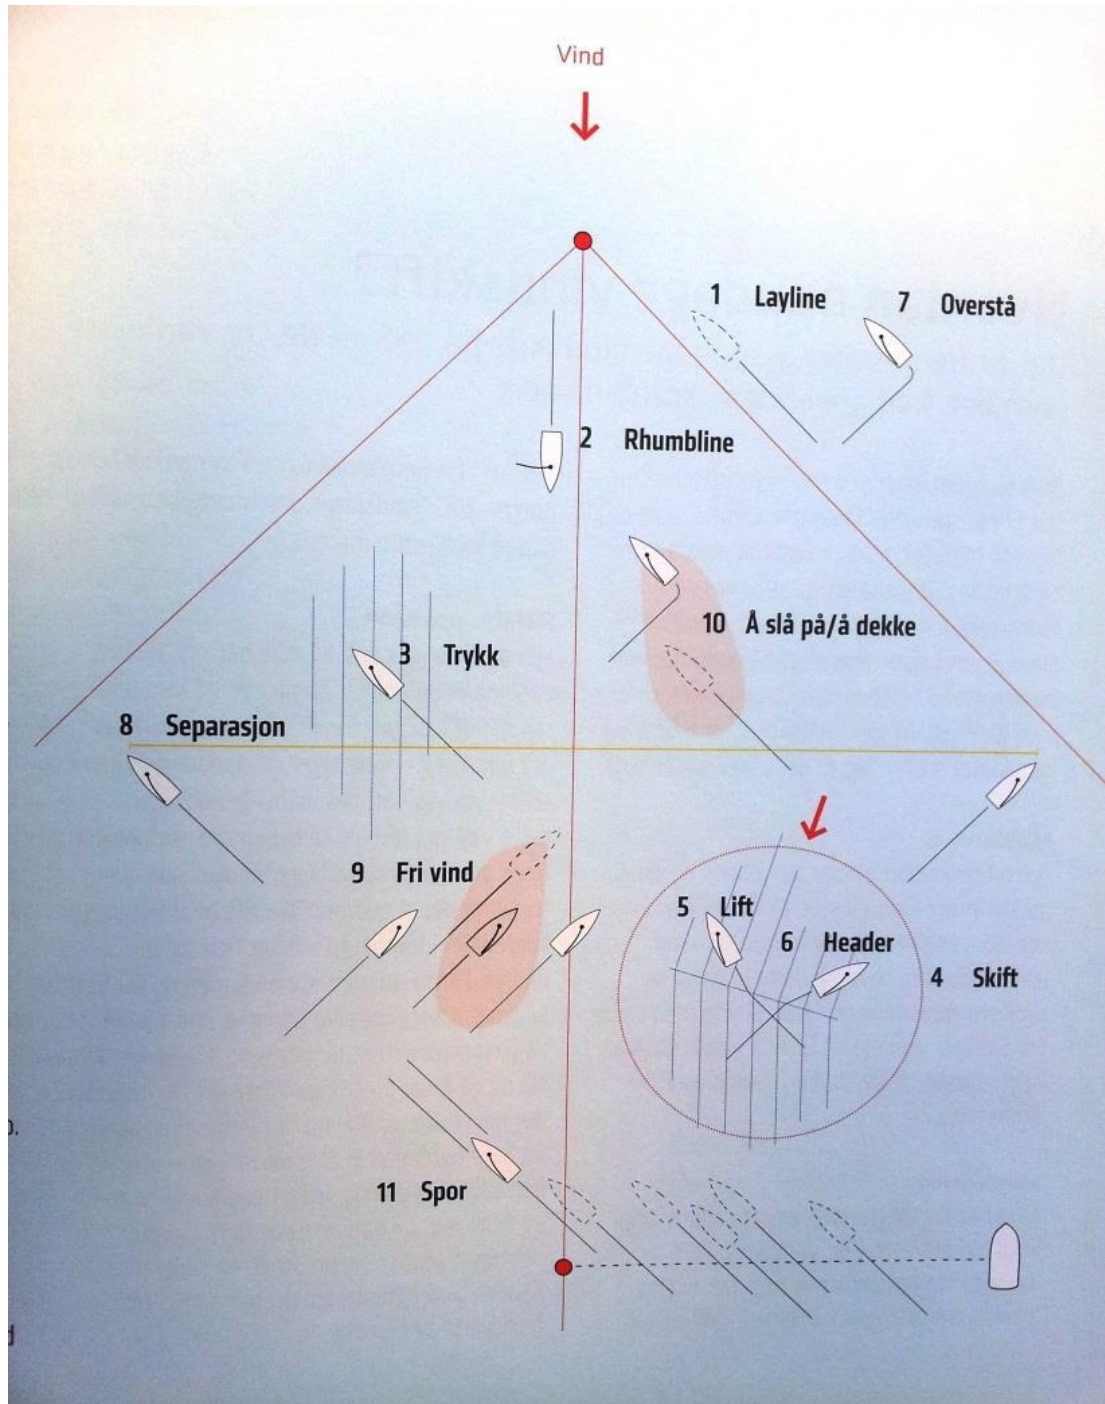 Vind
1 Layline
7 Overstå
2 Rhumbline
10 Å slå på/å dekke
3 Trykk
8 Separasjon
9 Fri vind
5 Lift
6 Header
4 Skift
11 Spor